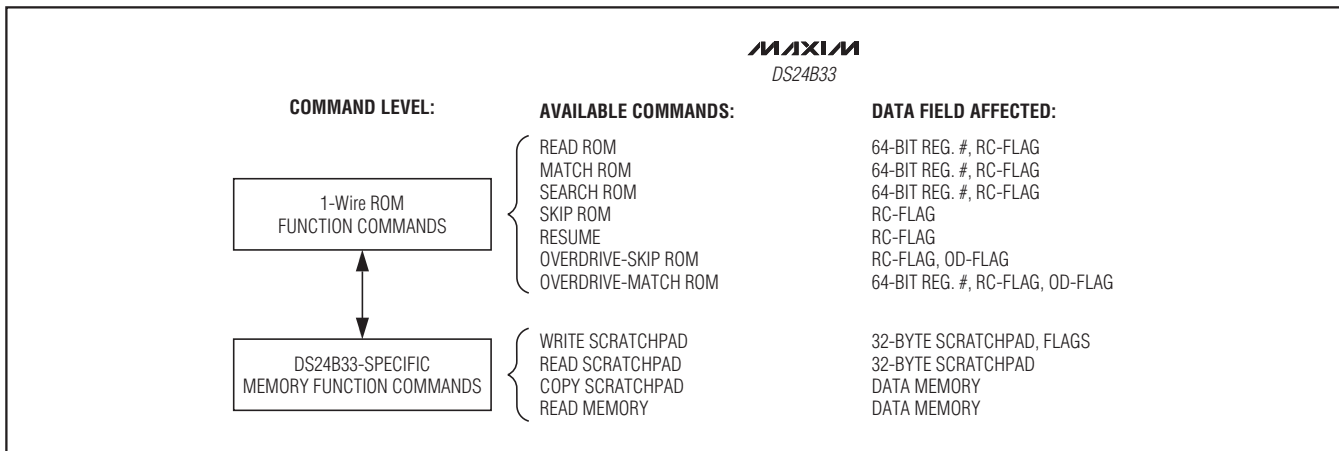 MAXIM
DS24B33
COMMAND LEVEL: AVAILABLE COMMANDS: DATA FIELD AFFECTED:
1-Wire ROM
FUNCTION COMMANDS
READ ROM 64-BIT REG. #, RC-FLAG
MATCH ROM 64-BIT REG. #, RC-FLAG
SEARCH ROM 64-BIT REG. #, RC-FLAG
SKIP ROM RC-FLAG
RESUME RC-FLAG
OVERDRIVE-SKIP ROM RC-FLAG, OD-FLAG
OVERDRIVE-MATCH ROM 64-BIT REG. #, RC-FLAG, OD-FLAG
DS24B33-SPECIFIC
MEMORY FUNCTION COMMANDS
WRITE SCRATCHPAD 32-BYTE SCRATCHPAD, FLAGS
READ SCRATCHPAD 32-BYTE SCRATCHPAD
COPY SCRATCHPAD DATA MEMORY
READ MEMORY DATA MEMORY